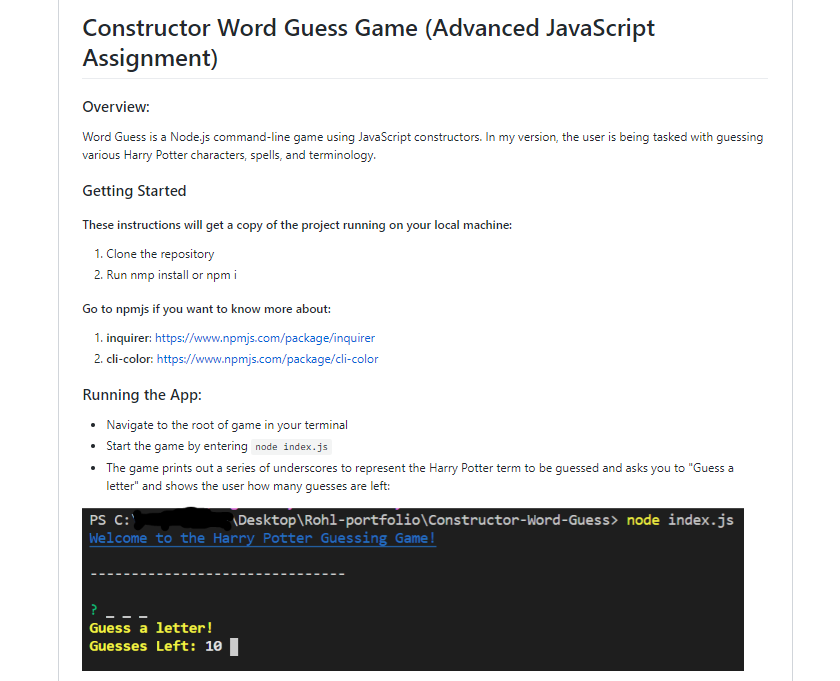 Constructor Word Guess Game (Advanced JavaScript
Assignment)
Overview:
Word Guess is a Node.js command-line game using JavaScript constructors. In my version, the user is being tasked with guessing
various Harry Potter characters, spells, and terminology.
Getting Started
These instructions will get a copy of the project running on your local machine:
1. Clone the repository
2. Run nmp install or npm i
Go to npmjs if you want to know more about:
1. inquirer: https://www.npmjs.com/package/inquirer
2. cli-color: https://www.npmjs.com/package/cli-color
Running the App:
• Navigate to the root of game in your terminal
• Start the game by entering node index.js
• The game prints out a series of underscores to represent the Harry Potter term to be guessed and asks you to "Guess a
letter" and shows the user how many guesses are left:
PS C:\ \Desktop\Rohl-portfolio\Constructor-Word-Guess> node index.js
Welcome to the Harry Potter Guessing Game!
-------------------------------
? _ _ _
Guess a letter!
Guesses Left: 10